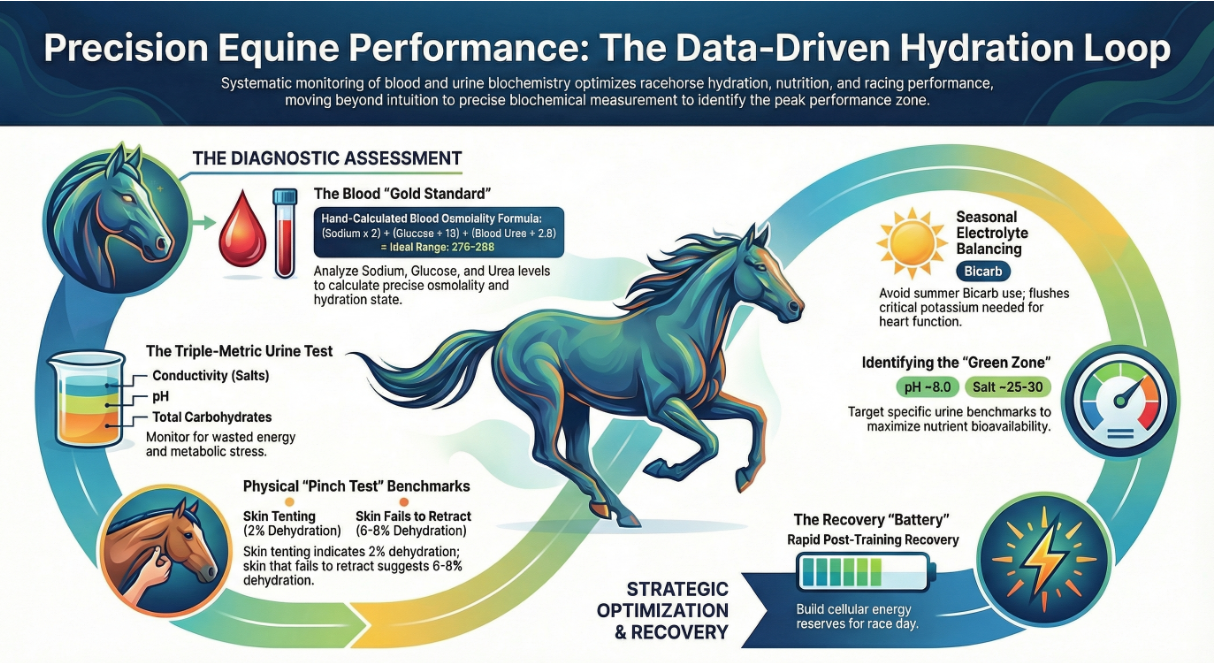 Precision Equine Performance: The Data-Driven Hydration Loop
Systematic monitoring of blood and urine biochemistry optimizes racehorse hydration, nutrition, and racing performance,
moving beyond intuition to precise biochemical measurement to identify the peak performance zone.
THE DIAGNOSTIC ASSESSMENT
The Blood “Gold Standard”
Hand-Calculated Blood Osmoiality Formula:
(Sodium x 2) + (Gluccse + 13) + (Blood Uree + 2.8)
= Ideal Range: 276-288
Analyze Sodium, Glucose, and Urea levels
to calculate precise osmolality and
hydration state.
The Triple-Metric Urine Test
Conductivity (Salts)
pH
Total Carbohydrates
Monitor for wasted energy
and metabolic stress.
Physical “Pinch Test” Benchmarks
Skin Tenting
(2% Dehydration)
Skin Fails to Retract
(6-8% Dehydration)
Skin tenting indicates 2% dehydration;
skin that fails to retract suggests 6-8%
dehydration.
Seasonal
Electrolyte
Balancing
Bicarb
Avoid summer Bicarb use; flushes
critical potassium needed for
heart function.
Identifying the “Green Zone”
pH ~8.0
Salt ~25-30
Target specific urine benchmarks to
maximize nutrient bioavailability.
The Recovery “Battery”
Rapid Post-Training Recovery
Build cellular energy
reserves for race day.
STRATEGIC
OPTIMIZATION
& RECOVERY